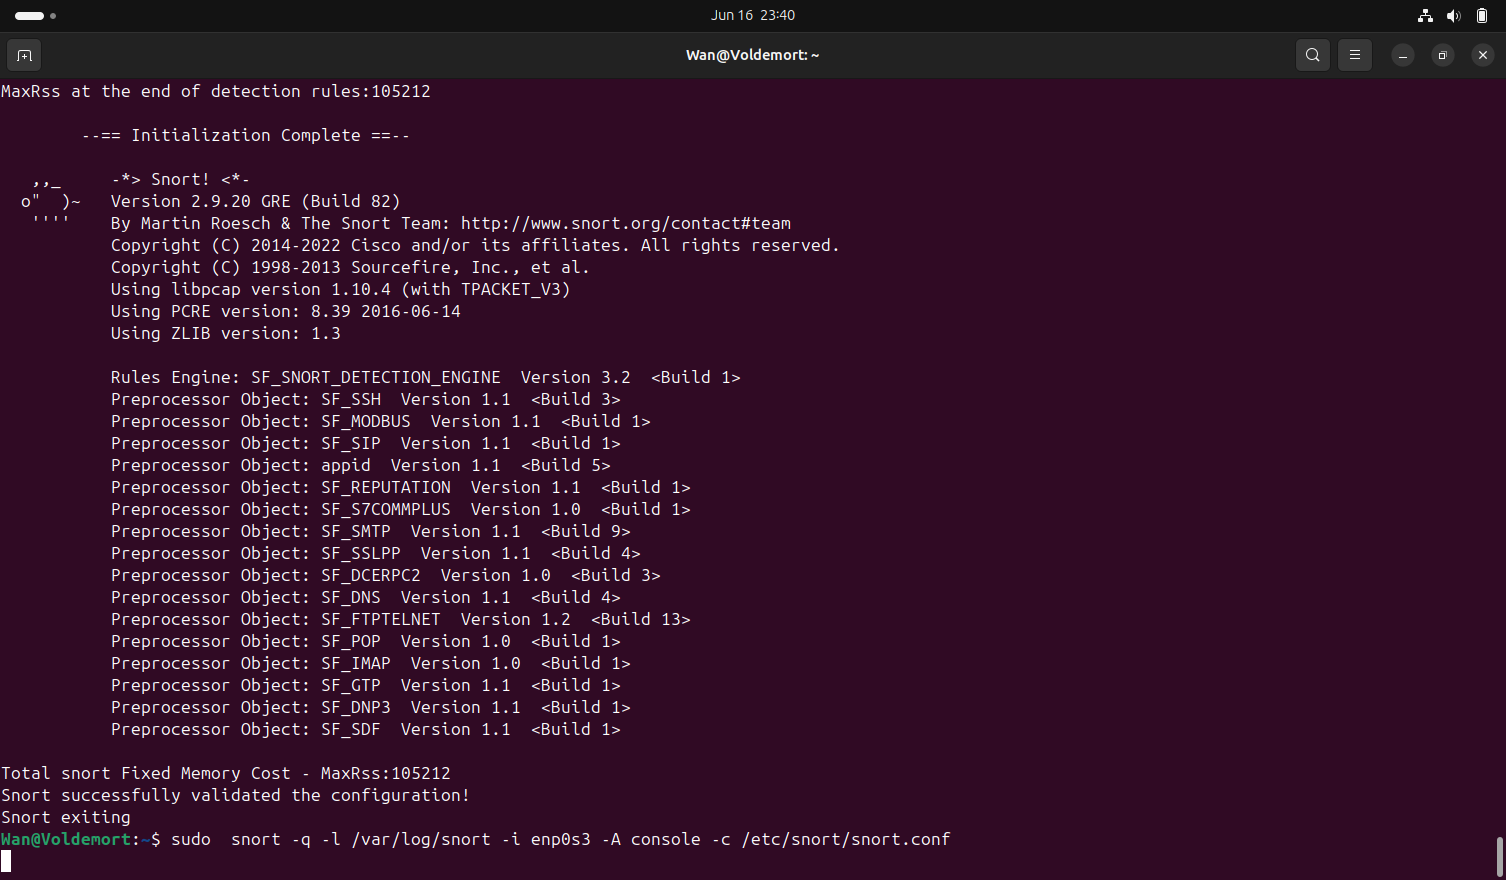 Jun 16 23:40
Wan@Voldemort: ~
MaxRss at the end of detection rules:105212
--== Initialization Complete ==--
,,_ -*> Snort! <*-
o" )~ Version 2.9.20 GRE (Build 82)
'''' By Martin Roesch & The Snort Team: http://www.snort.org/contact#team
Copyright (C) 2014-2022 Cisco and/or its affiliates. All rights reserved.
Copyright (C) 1998-2013 Sourcefire, Inc., et al.
Using libpcap version 1.10.4 (with TPACKET_V3)
Using PCRE version: 8.39 2016-06-14
Using ZLIB version: 1.3
Rules Engine: SF_SNORT_DETECTION_ENGINE Version 3.2 <Build 1>
Preprocessor Object: SF_SSH Version 1.1 <Build 3>
Preprocessor Object: SF_MODBUS Version 1.1 <Build 1>
Preprocessor Object: SF_SIP Version 1.1 <Build 1>
Preprocessor Object: appid Version 1.1 <Build 5>
Preprocessor Object: SF_REPUTATION Version 1.1 <Build 1>
Preprocessor Object: SF_S7COMMPLUS Version 1.0 <Build 1>
Preprocessor Object: SF_SMTP Version 1.1 <Build 9>
Preprocessor Object: SF_SSLPP Version 1.1 <Build 4>
Preprocessor Object: SF_DCERPC2 Version 1.0 <Build 3>
Preprocessor Object: SF_DNS Version 1.1 <Build 4>
Preprocessor Object: SF_FTPTELNET Version 1.2 <Build 13>
Preprocessor Object: SF_POP Version 1.0 <Build 1>
Preprocessor Object: SF_IMAP Version 1.0 <Build 1>
Preprocessor Object: SF_GTP Version 1.1 <Build 1>
Preprocessor Object: SF_DNP3 Version 1.1 <Build 1>
Preprocessor Object: SF_SDF Version 1.1 <Build 1>
Total snort Fixed Memory Cost - MaxRss:105212
Snort successfully validated the configuration!
Snort exiting
Wan@Voldemort:~$ sudo  snort -q -l /var/log/snort -i enp0s3 -A console -c /etc/snort/snort.conf